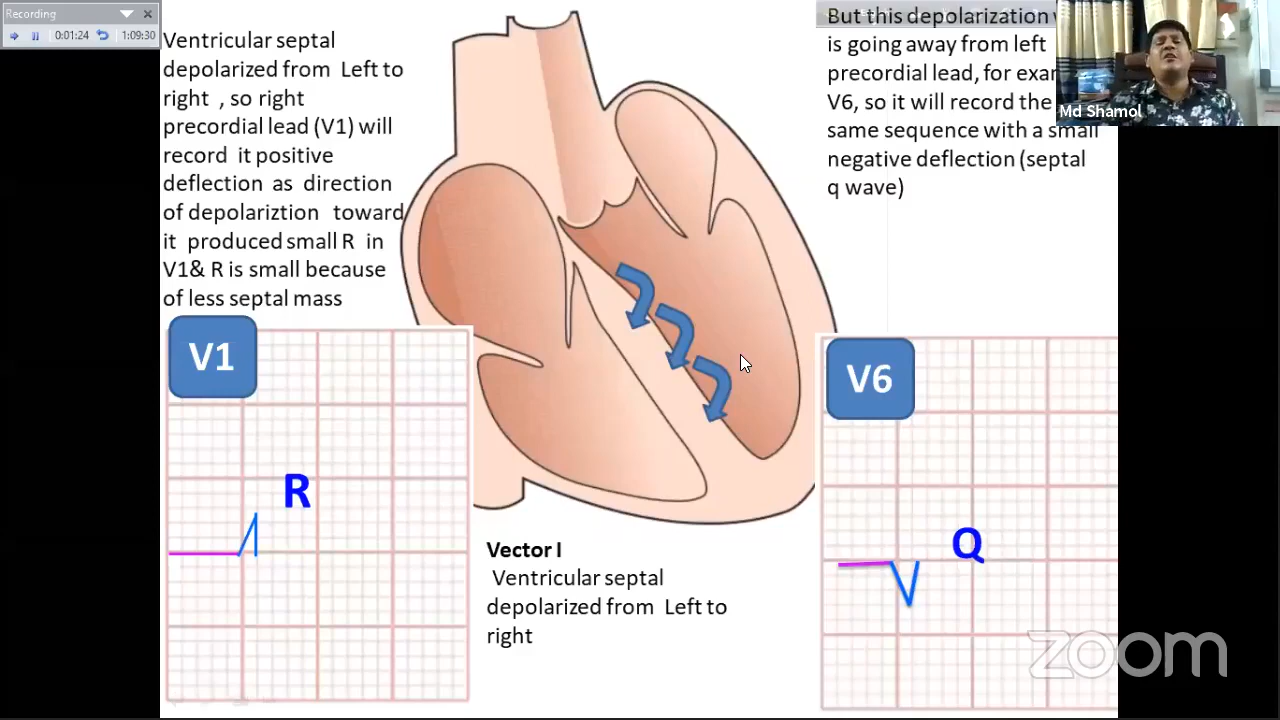 Recording
0:01:24
1:09:30
Ventricular septal
depolarized from Left to
right , so right
precordial lead (V1) will
record it positive
deflection as direction
of depolariztion toward
it produced small R in
V1& R is small because
of less septal mass
But this depolarization
is going away from left
precordial lead, for
V6, so it will record the
same sequence with a small
negative deflection (septal
q wave)
Md Shamol
V1
R
V6
Q
Vector I
Ventricular septal
depolarized from Left to
right
zoom